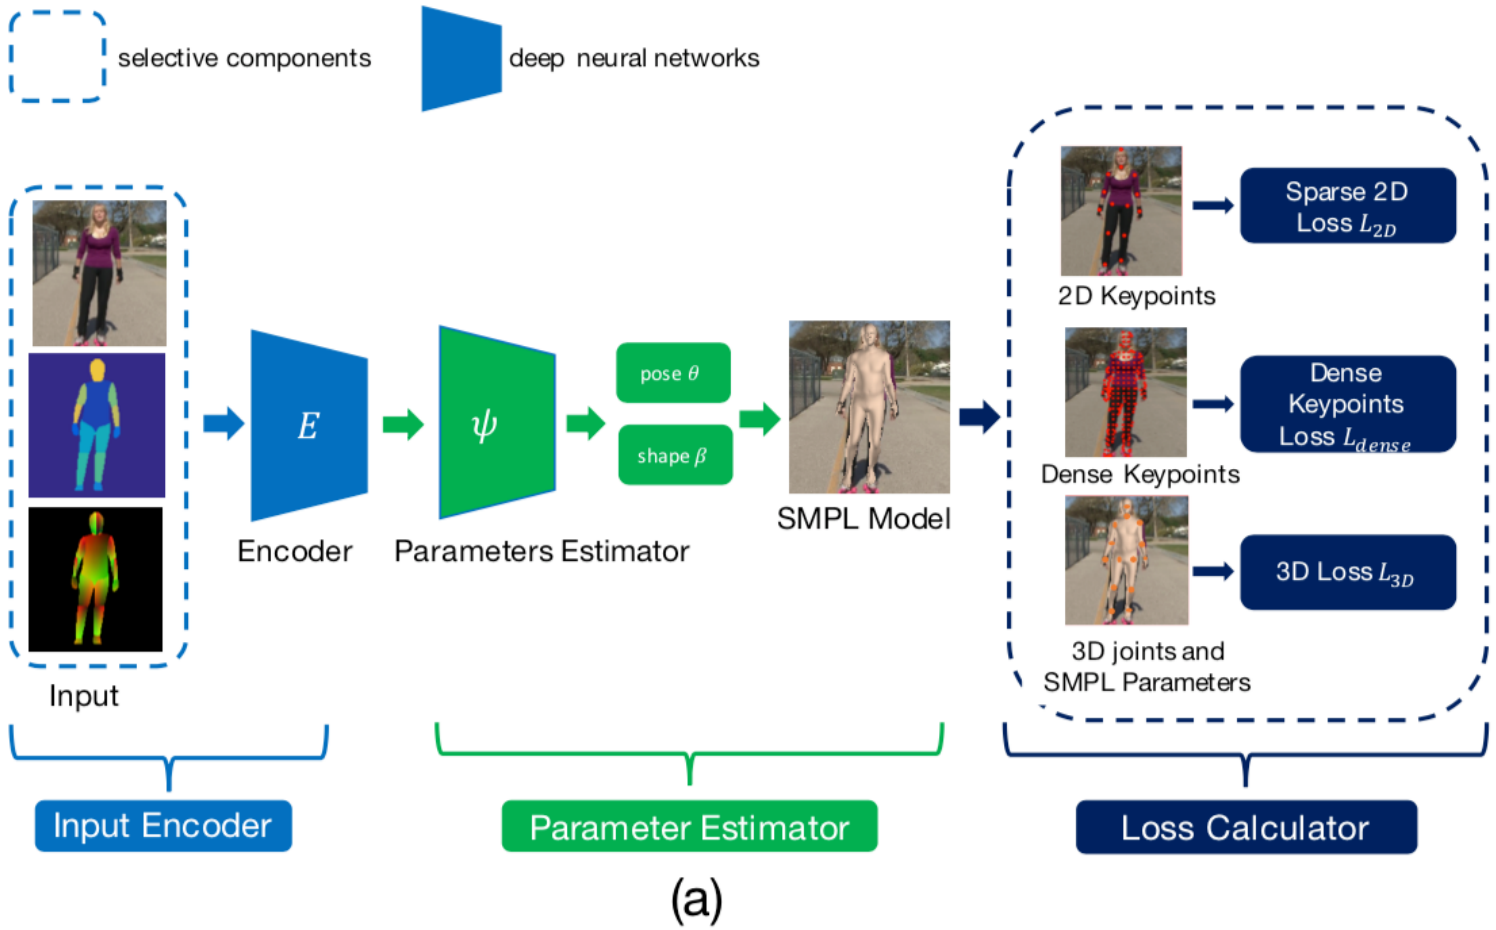 selective components
deep neural networks
Sparse 2D
Loss L2D
2D Keypoints
Dense
Keypoints
Loss Ldense
Dense Keypoints
3D Loss L3D
3D joints and
SMPL Parameters
E
ψ
pose θ
shape β
SMPL Model
Encoder
Parameters Estimator
Input
Input Encoder
Parameter Estimator
Loss Calculator
(a)